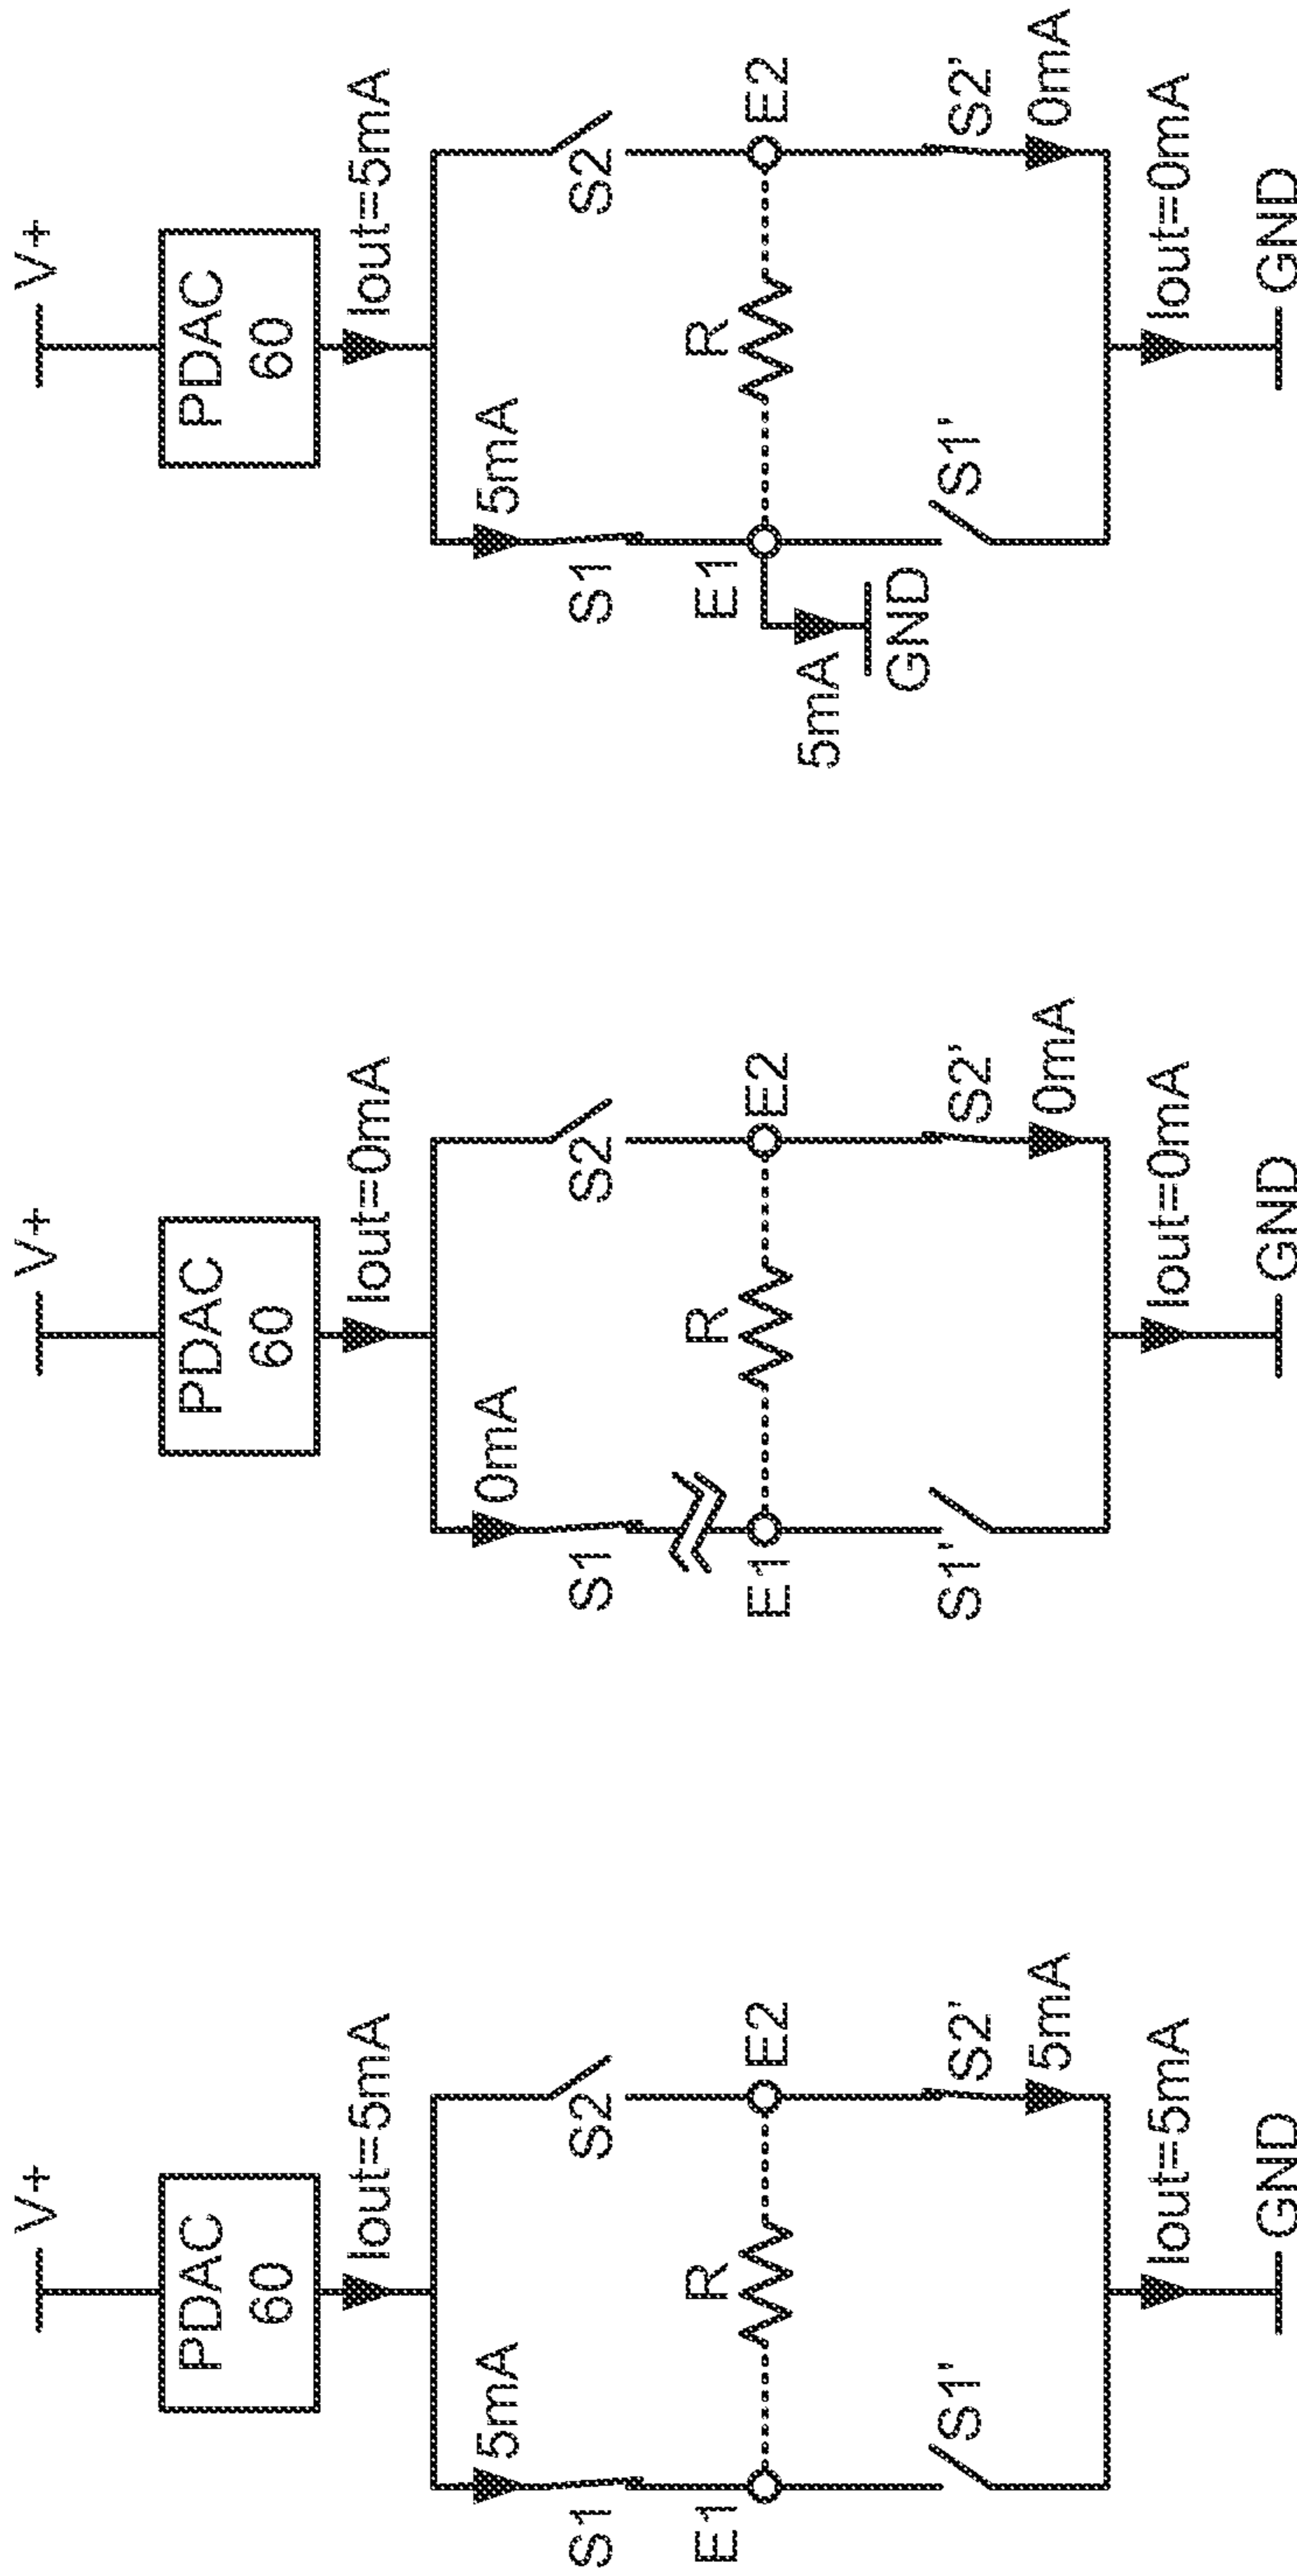 V+
PDAC
60
Iout=5mA
5mA
S1
S2
R
E1
E2
S1'
S2'
5mA
Iout=5mA
GND
V+
PDAC
60
Iout=0mA
0mA
S1
S2
R
E1
E2
S1'
S2'
0mA
Iout=0mA
GND
V+
PDAC
60
Iout=5mA
5mA
S1
S2
R
E1
E2
5mA
GND
S1'
S2'
0mA
Iout=0mA
GND